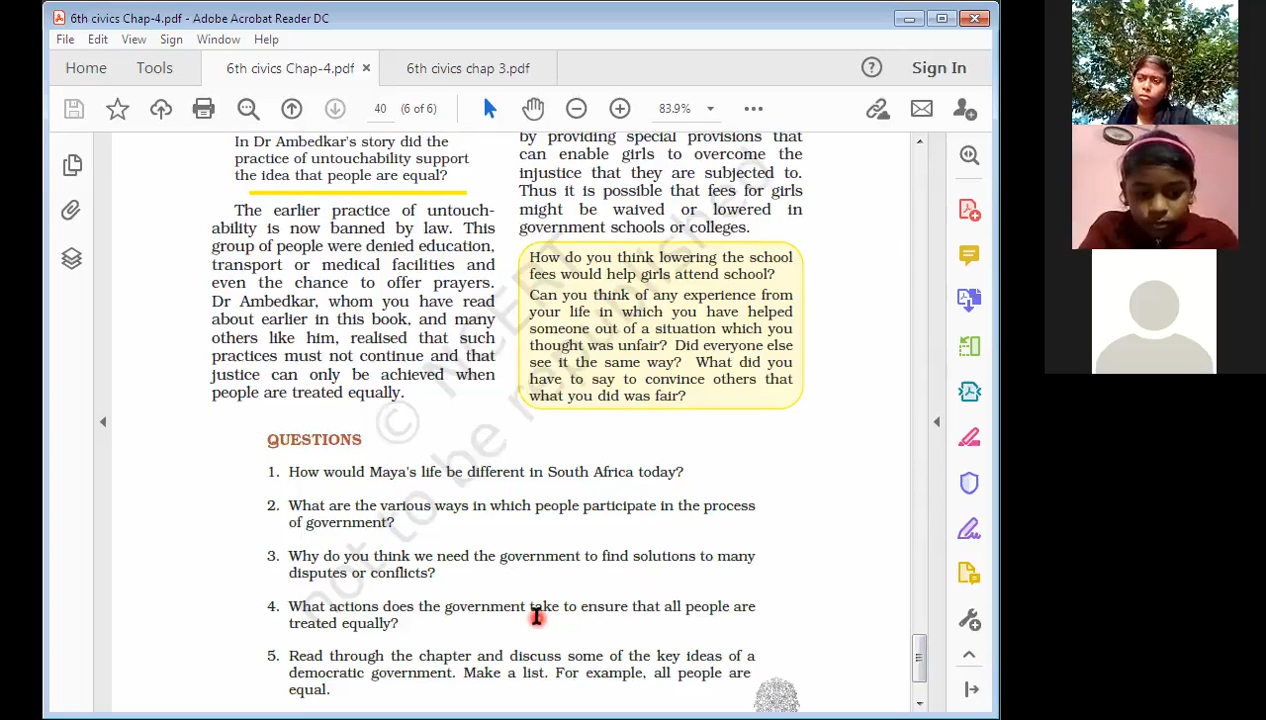 6th civics Chap-4.pdf - Adobe Acrobat Reader DC
File Edit View Sign Window Help
Home Tools 6th civics Chap-4.pdf × 6th civics chap 3.pdf Sign In
40 (6 of 6) 83.9%
In Dr Ambedkar's story did the
practice of untouchability support
the idea that people are equal?
The earlier practice of untouch-
ability is now banned by law. This
group of people were denied education,
transport or medical facilities and
even the chance to offer prayers.
Dr Ambedkar, whom you have read
about earlier in this book, and many
others like him, realised that such
practices must not continue and that
justice can only be achieved when
people are treated equally.
by providing special provisions that
can enable girls to overcome the
injustice that they are subjected to.
Thus it is possible that fees for girls
might be waived or lowered in
government schools or colleges.
How do you think lowering the school
fees would help girls attend school?
Can you think of any experience from
your life in which you have helped
someone out of a situation which you
thought was unfair? Did everyone else
see it the same way? What did you
have to say to convince others that
what you did was fair?
QUESTIONS
1. How would Maya's life be different in South Africa today?
2. What are the various ways in which people participate in the process
of government?
3. Why do you think we need the government to find solutions to many
disputes or conflicts?
4. What actions does the government take to ensure that all people are
treated equally?
5. Read through the chapter and discuss some of the key ideas of a
democratic government. Make a list. For example, all people are
equal.
© NCERT
not to be republished